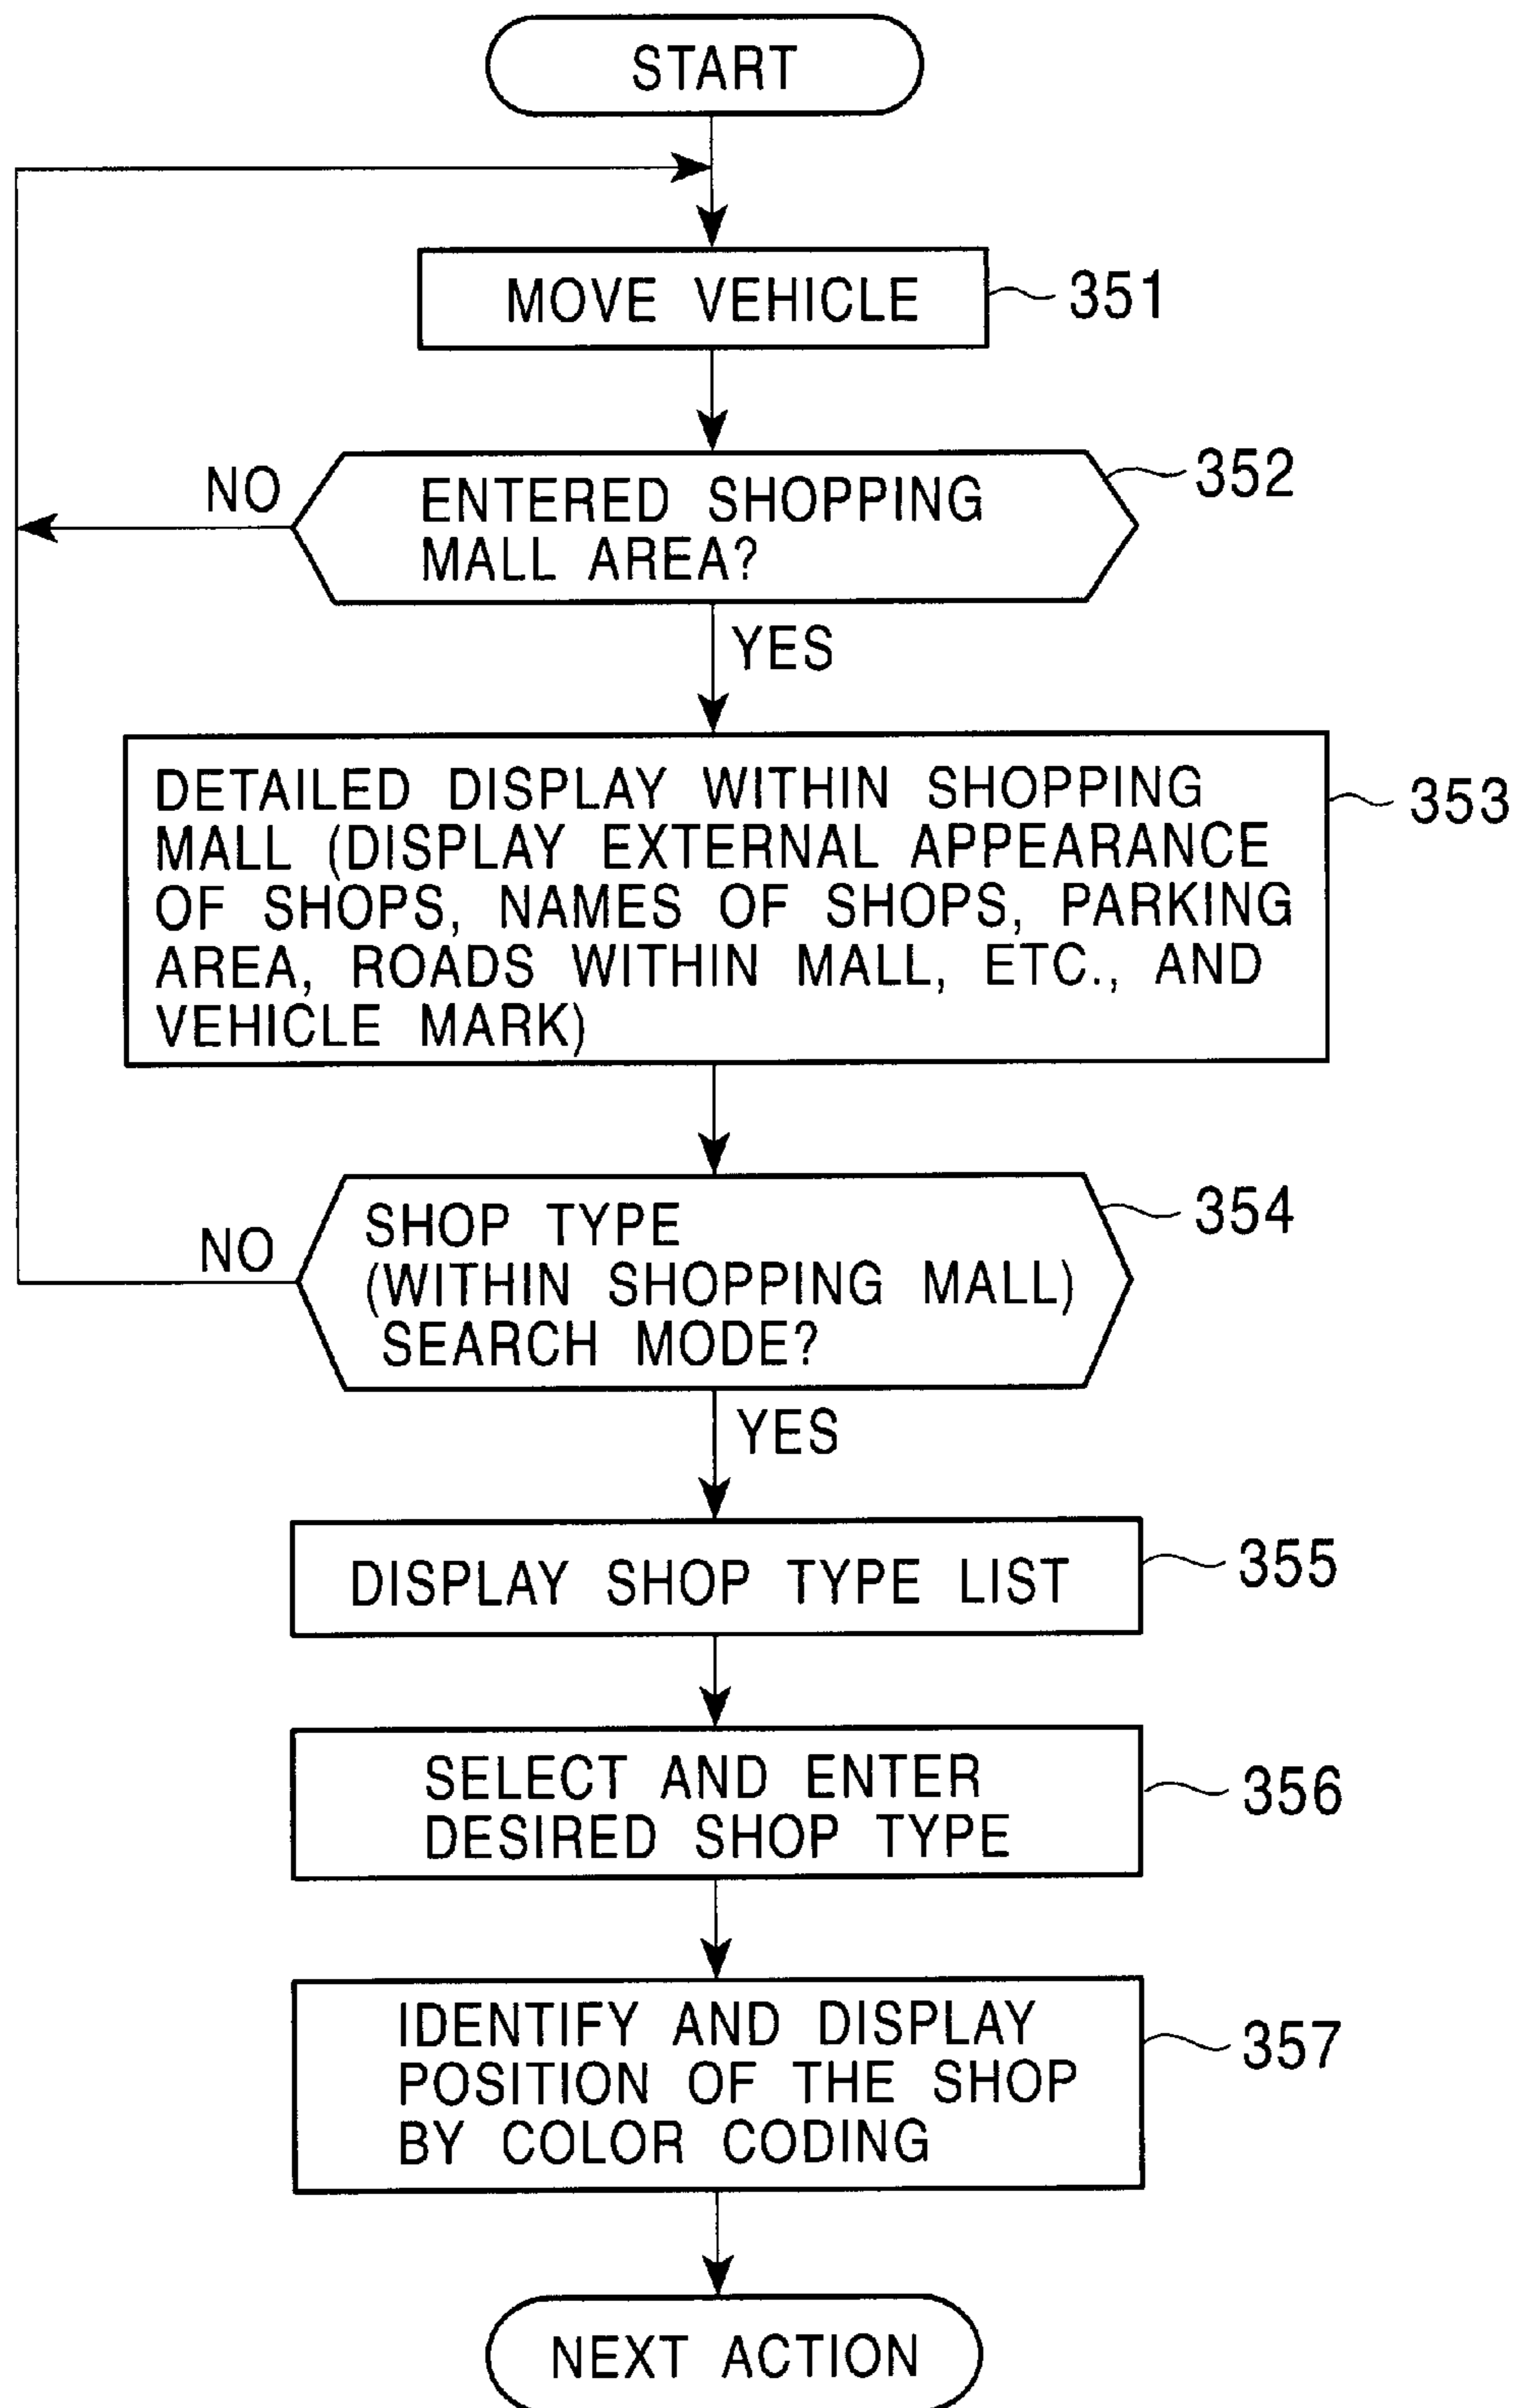 START
MOVE VEHICLE
351
352
NO
ENTERED SHOPPING
MALL AREA?
YES
DETAILED DISPLAY WITHIN SHOPPING
MALL (DISPLAY EXTERNAL APPEARANCE
OF SHOPS, NAMES OF SHOPS, PARKING
AREA, ROADS WITHIN MALL, ETC., AND
VEHICLE MARK)
353
354
NO
SHOP TYPE
(WITHIN SHOPPING MALL)
SEARCH MODE?
YES
DISPLAY SHOP TYPE LIST
355
SELECT AND ENTER
DESIRED SHOP TYPE
356
IDENTIFY AND DISPLAY
POSITION OF THE SHOP
BY COLOR CODING
357
NEXT ACTION